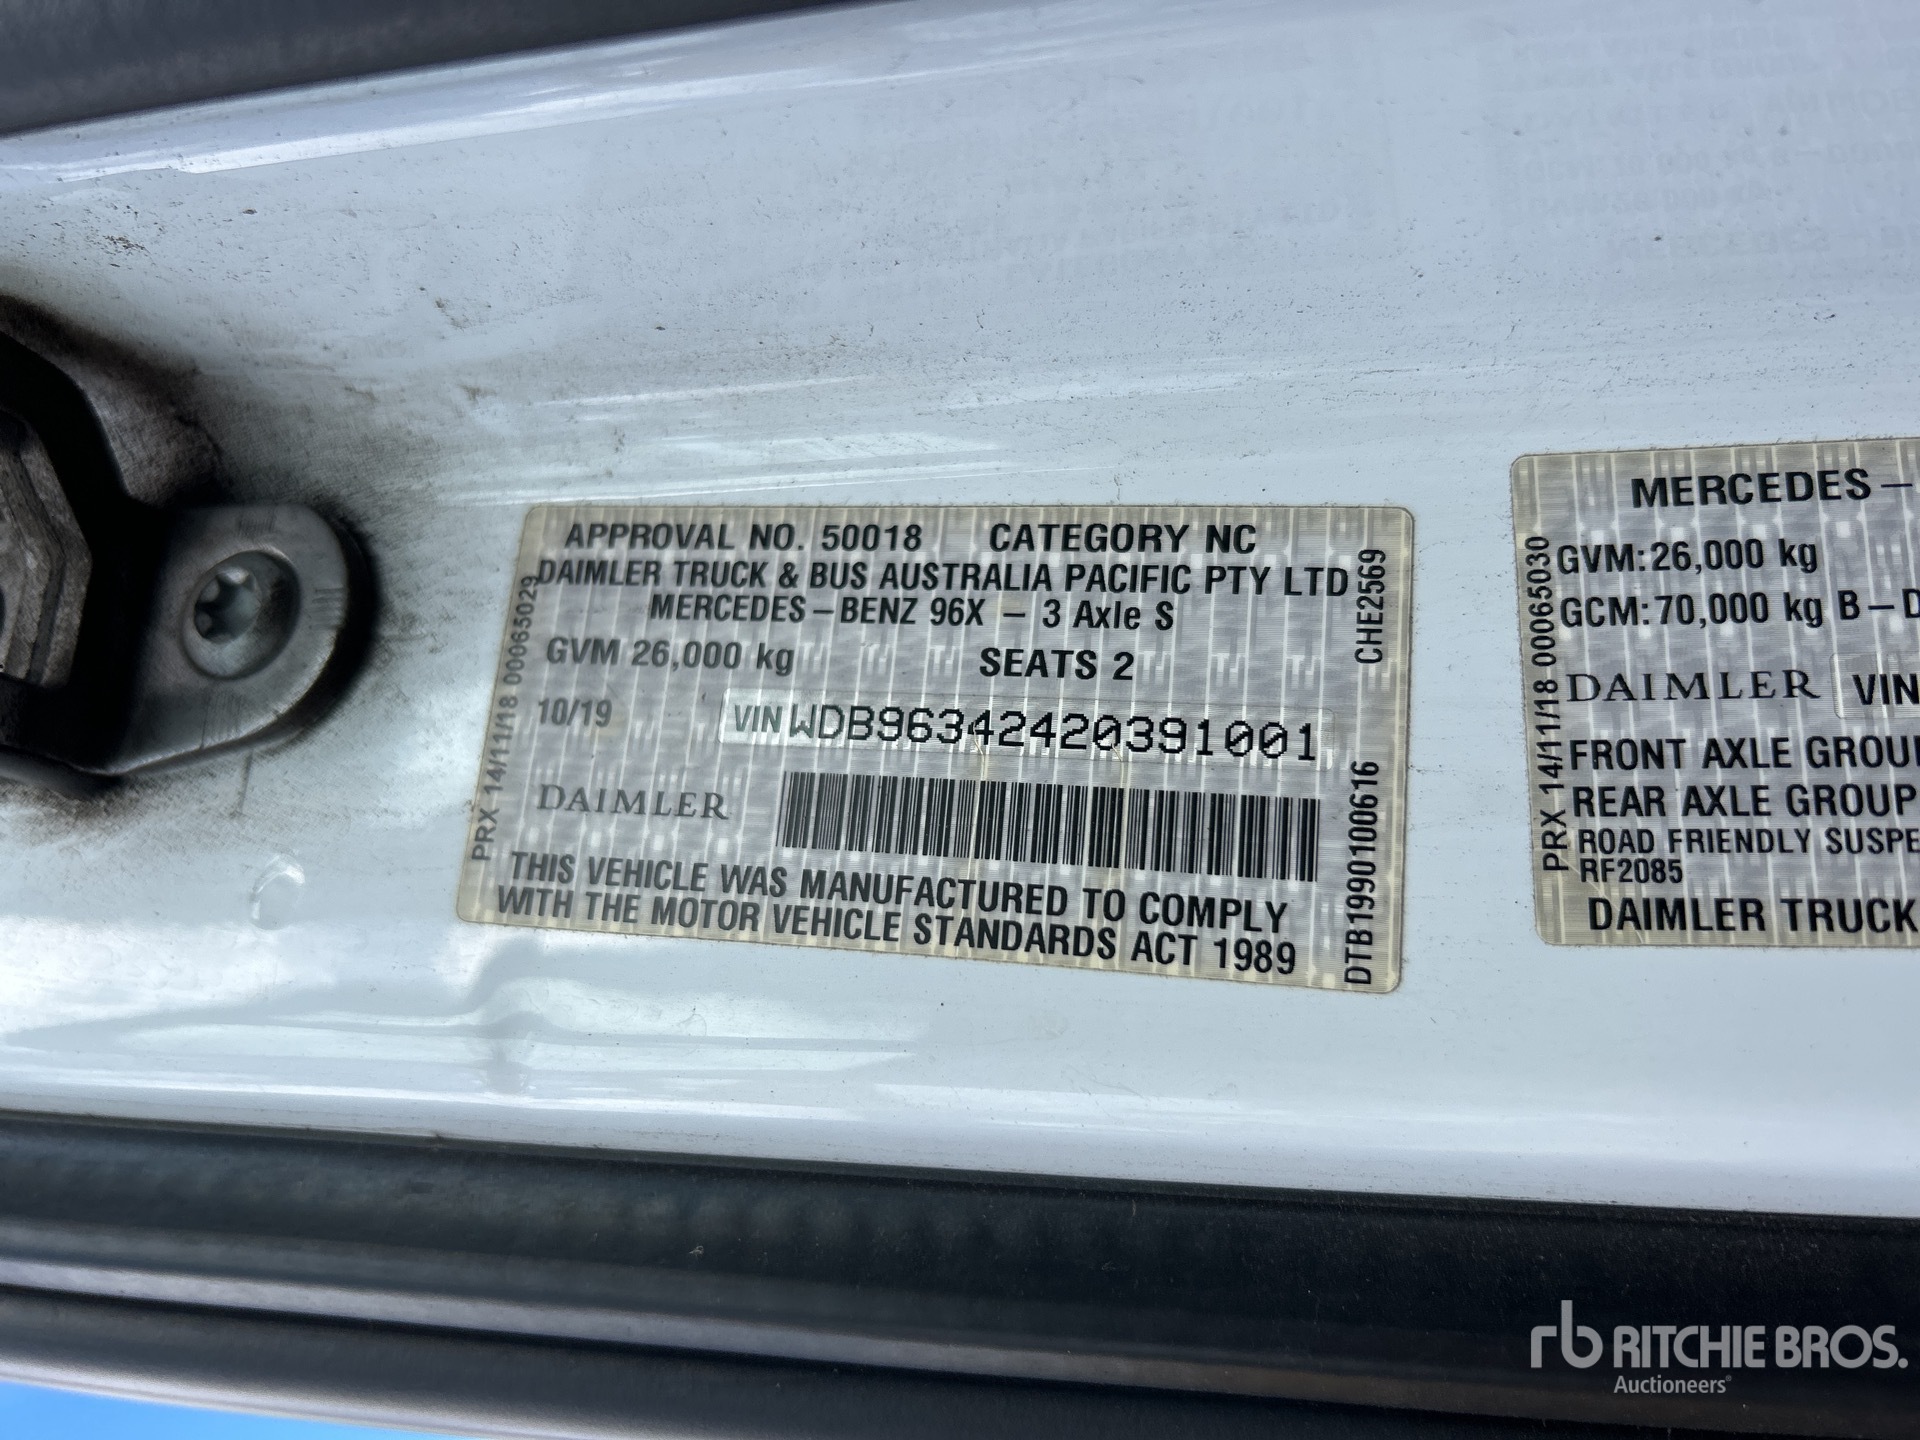 APPROVAL NO. 50018 CATEGORY NC
DAIMLER TRUCK & BUS AUSTRALIA PACIFIC PTY LTD
MERCEDES-BENZ 96X - 3 Axle S
GVM 26,000 kg SEATS 2
10/19 VIN WDB96342420391001
DAIMLER
THIS VEHICLE WAS MANUFACTURED TO COMPLY
WITH THE MOTOR VEHICLE STANDARDS ACT 1989
PRX 14/11/18 00065029
CHE2569
DTB1990100616
MERCEDES-
GVM:26,000 kg
GCM:70,000 kg B-D
DAIMLER VIN
FRONT AXLE GROU
REAR AXLE GROUP
ROAD FRIENDLY SUSPE
RF2085
DAIMLER TRUCK
PRX 14/11/18 00065030
rb RITCHIE BROS.
Auctioneers